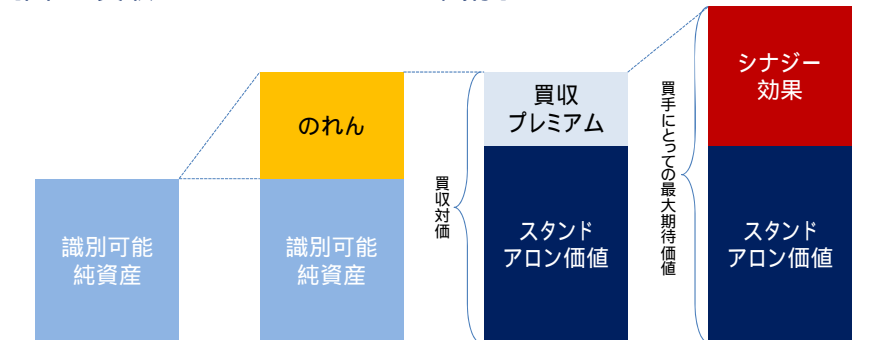 識別可能
純資産
のれん
識別可能
純資産
買収対価
買収
プレミアム
スタンド
アロン価値
買手にとっての最大期待価値
シナジー
効果
スタンド
アロン価値